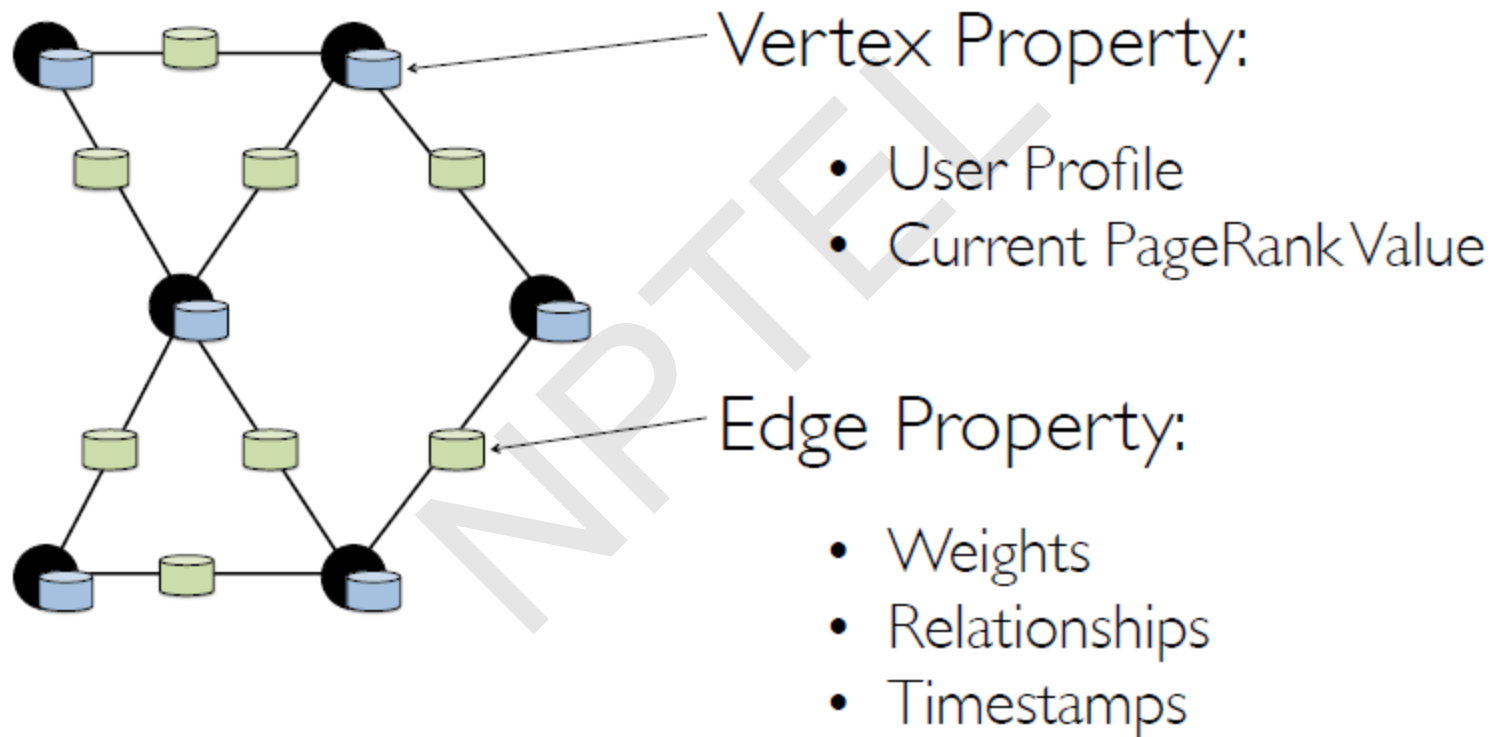 Vertex Property:
• User Profile
• Current PageRank Value
Edge Property:
• Weights
• Relationships
• Timestamps
NPTEL